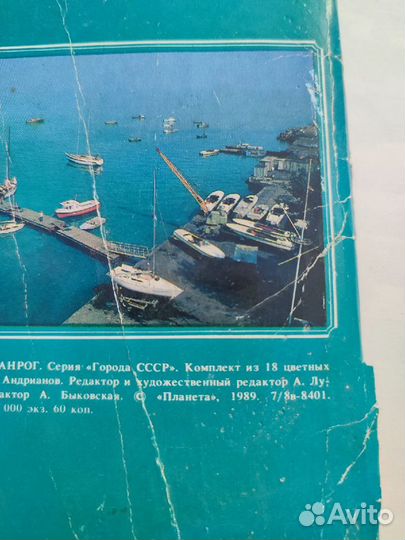 АНРОГ. Серия «Города СССР». Комплект из 18 цветных
Андрианов. Редактор и художественный редактор А. Лу-
актор А. Быковская. © «Планета», 1989. 7/8в-8401.
000 экз. 60 коп.
Avito